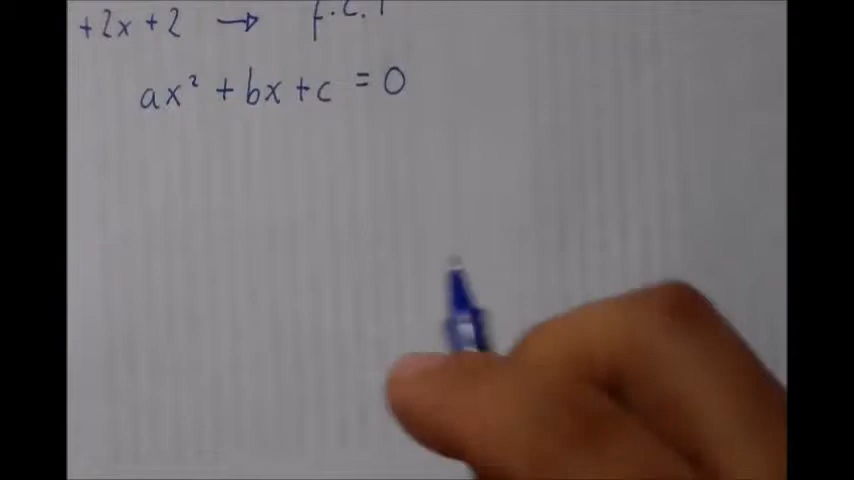 +2x +2 → f.c.
ax² + bx + c = 0